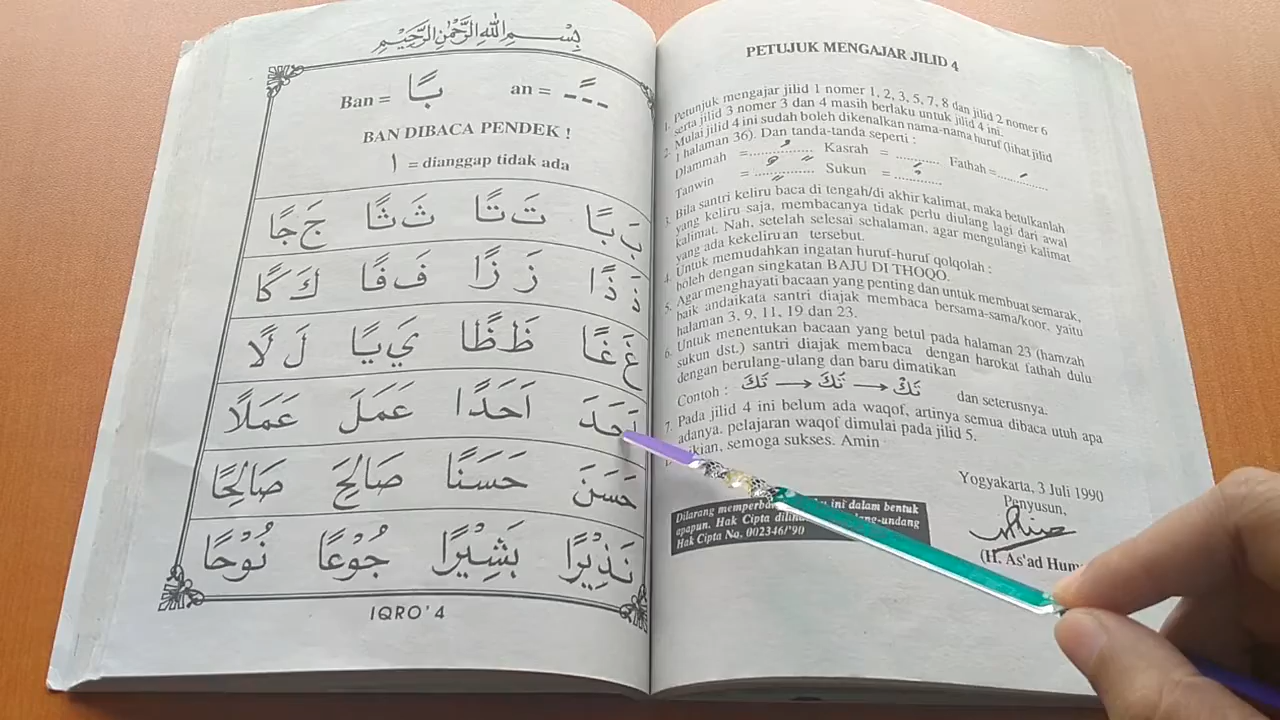 بِسْمِ اللهِ الرَّحْمٰنِ الرَّحِيْمِ
Ban = بًا an = ـًـ
BAN DIBACA PENDEK !
ا = dianggap tidak ada
بَ بًا تَ تًا ثَ ثًا جَ جًا
ذَ ذًا زَ زًا فَ فًا كَ كًا
غَ غًا ظَ ظًا يَ يًا لَ لًا
اَحَدَ اَحَدًا عَمَلَ عَمَلًا
حَسَنَ حَسَنًا صَالِحَ صَالِحًا
نَذِيْرًا بَشِيْرًا جُوْعًا نُوْحًا
IQRO' 4
PETUJUK MENGAJAR JILID 4
1. Petunjuk mengajar jilid 1 nomer 1, 2, 3, 5, 7, 8 dan jilid 2 nomer 6
serta jilid 3 nomer 3 dan 4 masih berlaku untuk jilid 4 ini.
2. Mulai jilid 4 ini sudah boleh dikenalkan nama-nama huruf (lihat jilid
1 halaman 36). Dan tanda-tanda seperti :
Dlammah =.......... Kasrah = .......... Fathah =..........
Tanwin = .......... Sukun = ..........
3. Bila santri keliru baca di tengah/di akhir kalimat, maka betulkanlah
yang keliru saja, membacanya tidak perlu diulang lagi dari awal
kalimat. Nah, setelah selesai sehalaman, agar mengulangi kalimat
yang ada kekeliruan tersebut.
4. Untuk memudahkan ingatan huruf-huruf qolqolah :
boleh dengan singkatan BAJU DI THOQO.
5. Agar menghayati bacaan yang penting dan untuk membuat semarak,
baik andaikata santri diajak membaca bersama-sama/koor, yaitu
halaman 3, 9, 11, 19 dan 23.
6. Untuk menentukan bacaan yang betul pada halaman 23 (hamzah
sukun dst.) santri diajak membaca dengan harokat fathah dulu
dengan berulang-ulang dan baru dimatikan
Contoh : تَكَ → تَكَ → تَكْ dan seterusnya.
7. Pada jilid 4 ini belum ada waqof, artinya semua dibaca utuh apa
adanya. pelajaran waqof dimulai pada jilid 5.
semoga sukses. Amin
Yogyakarta, 3 Juli 1990
Penyusun,
(H. As'ad Hum
Dilarang ini dalam bentuk
apapun. Hak Cipta
Hak Cipta No. 002346/'90